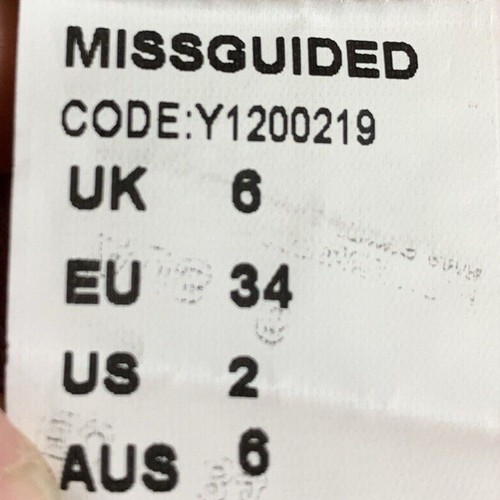 MISSGUIDED
CODE:Y1200219
UK 6
EU 34
US 2
AUS 6